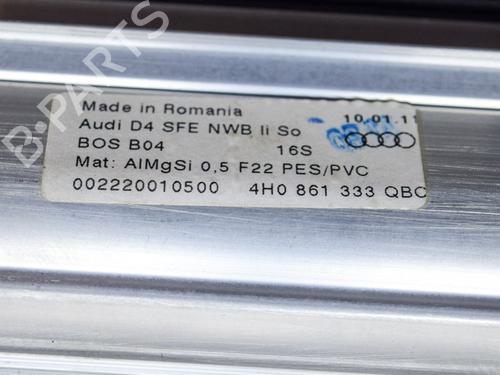 Made in Romania 10.01.11
Audi D4 SFE NWB li So
BOS B04 16S
Mat: AlMgSi 0,5 F22 PES/PVC
002220010500 4H0 861 333 QBC
B-PARTS